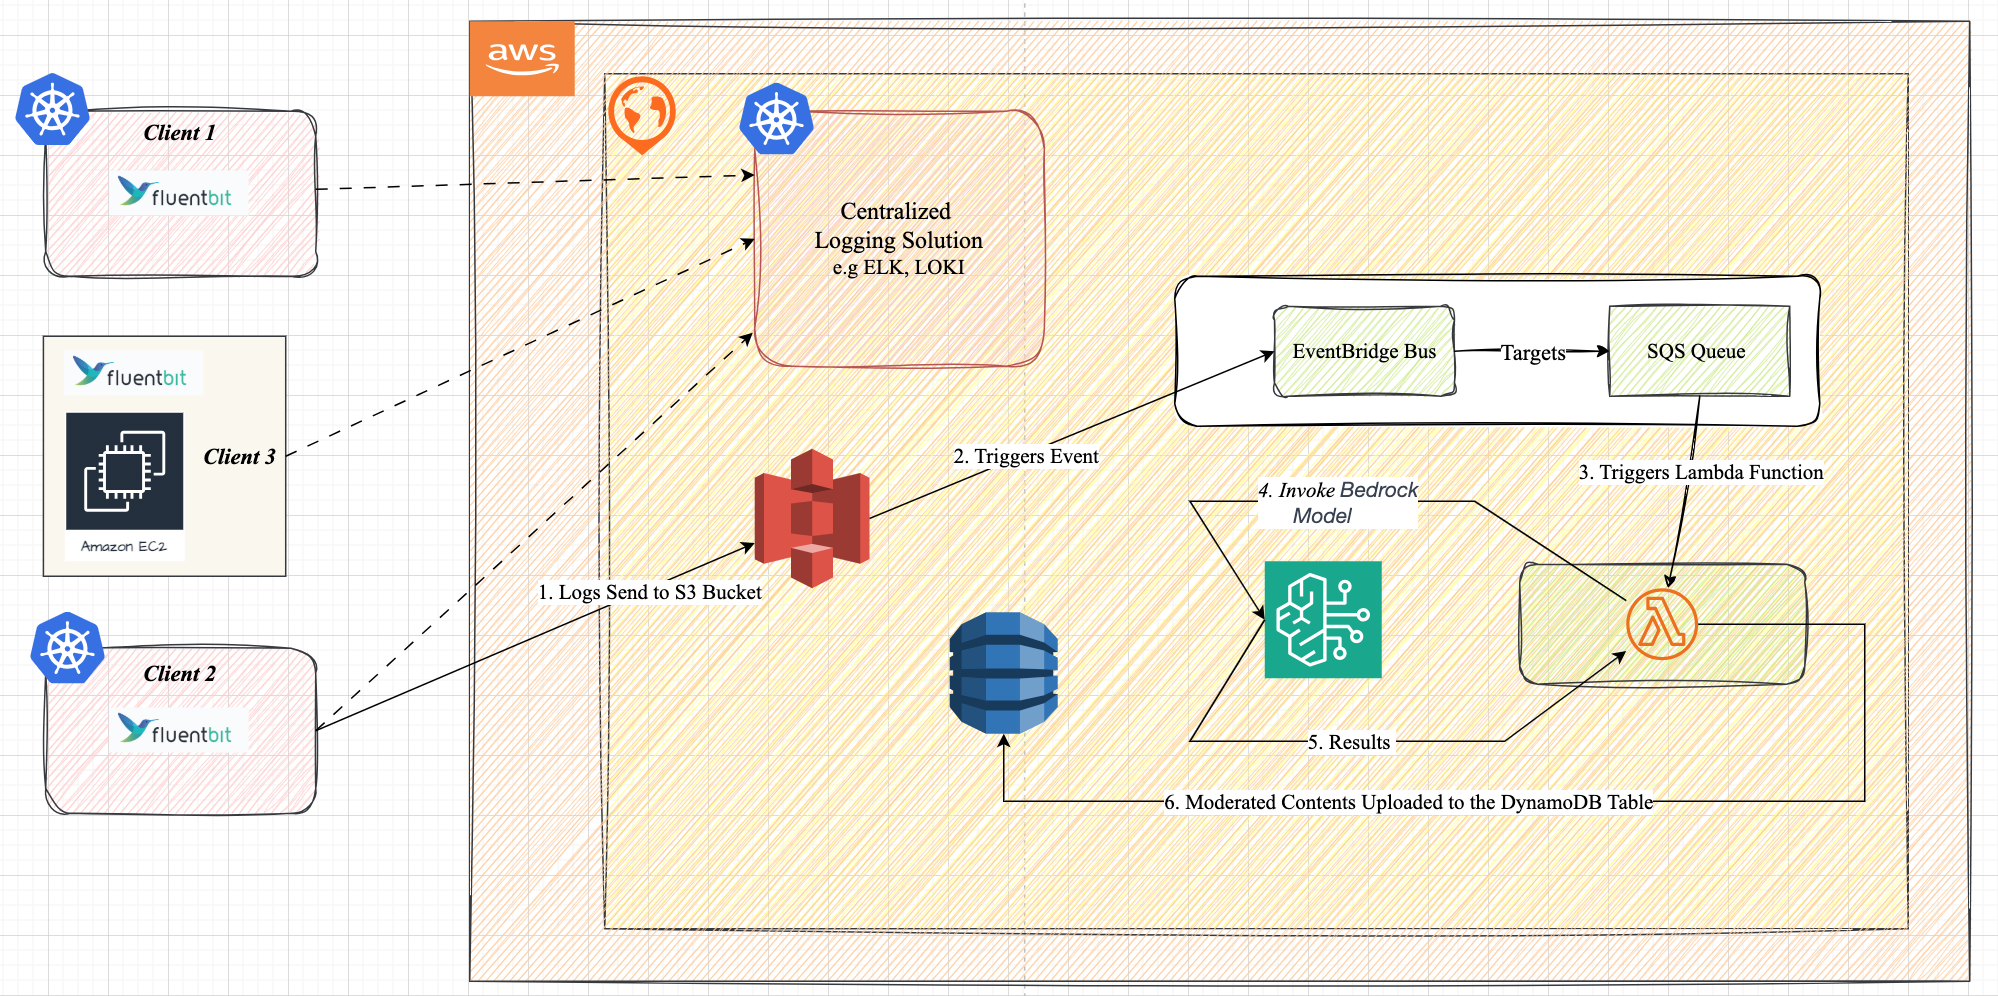 aws
Client 1
fluentbit
Centralized
Logging Solution
e.g ELK, LOKI
EventBridge Bus
Targets
SQS Queue
fluentbit
Client 3
Amazon EC2
2. Triggers Event
3. Triggers Lambda Function
4. Invoke Bedrock
Model
1. Logs Send to S3 Bucket
Client 2
fluentbit
5. Results
6. Moderated Contents Uploaded to the DynamoDB Table